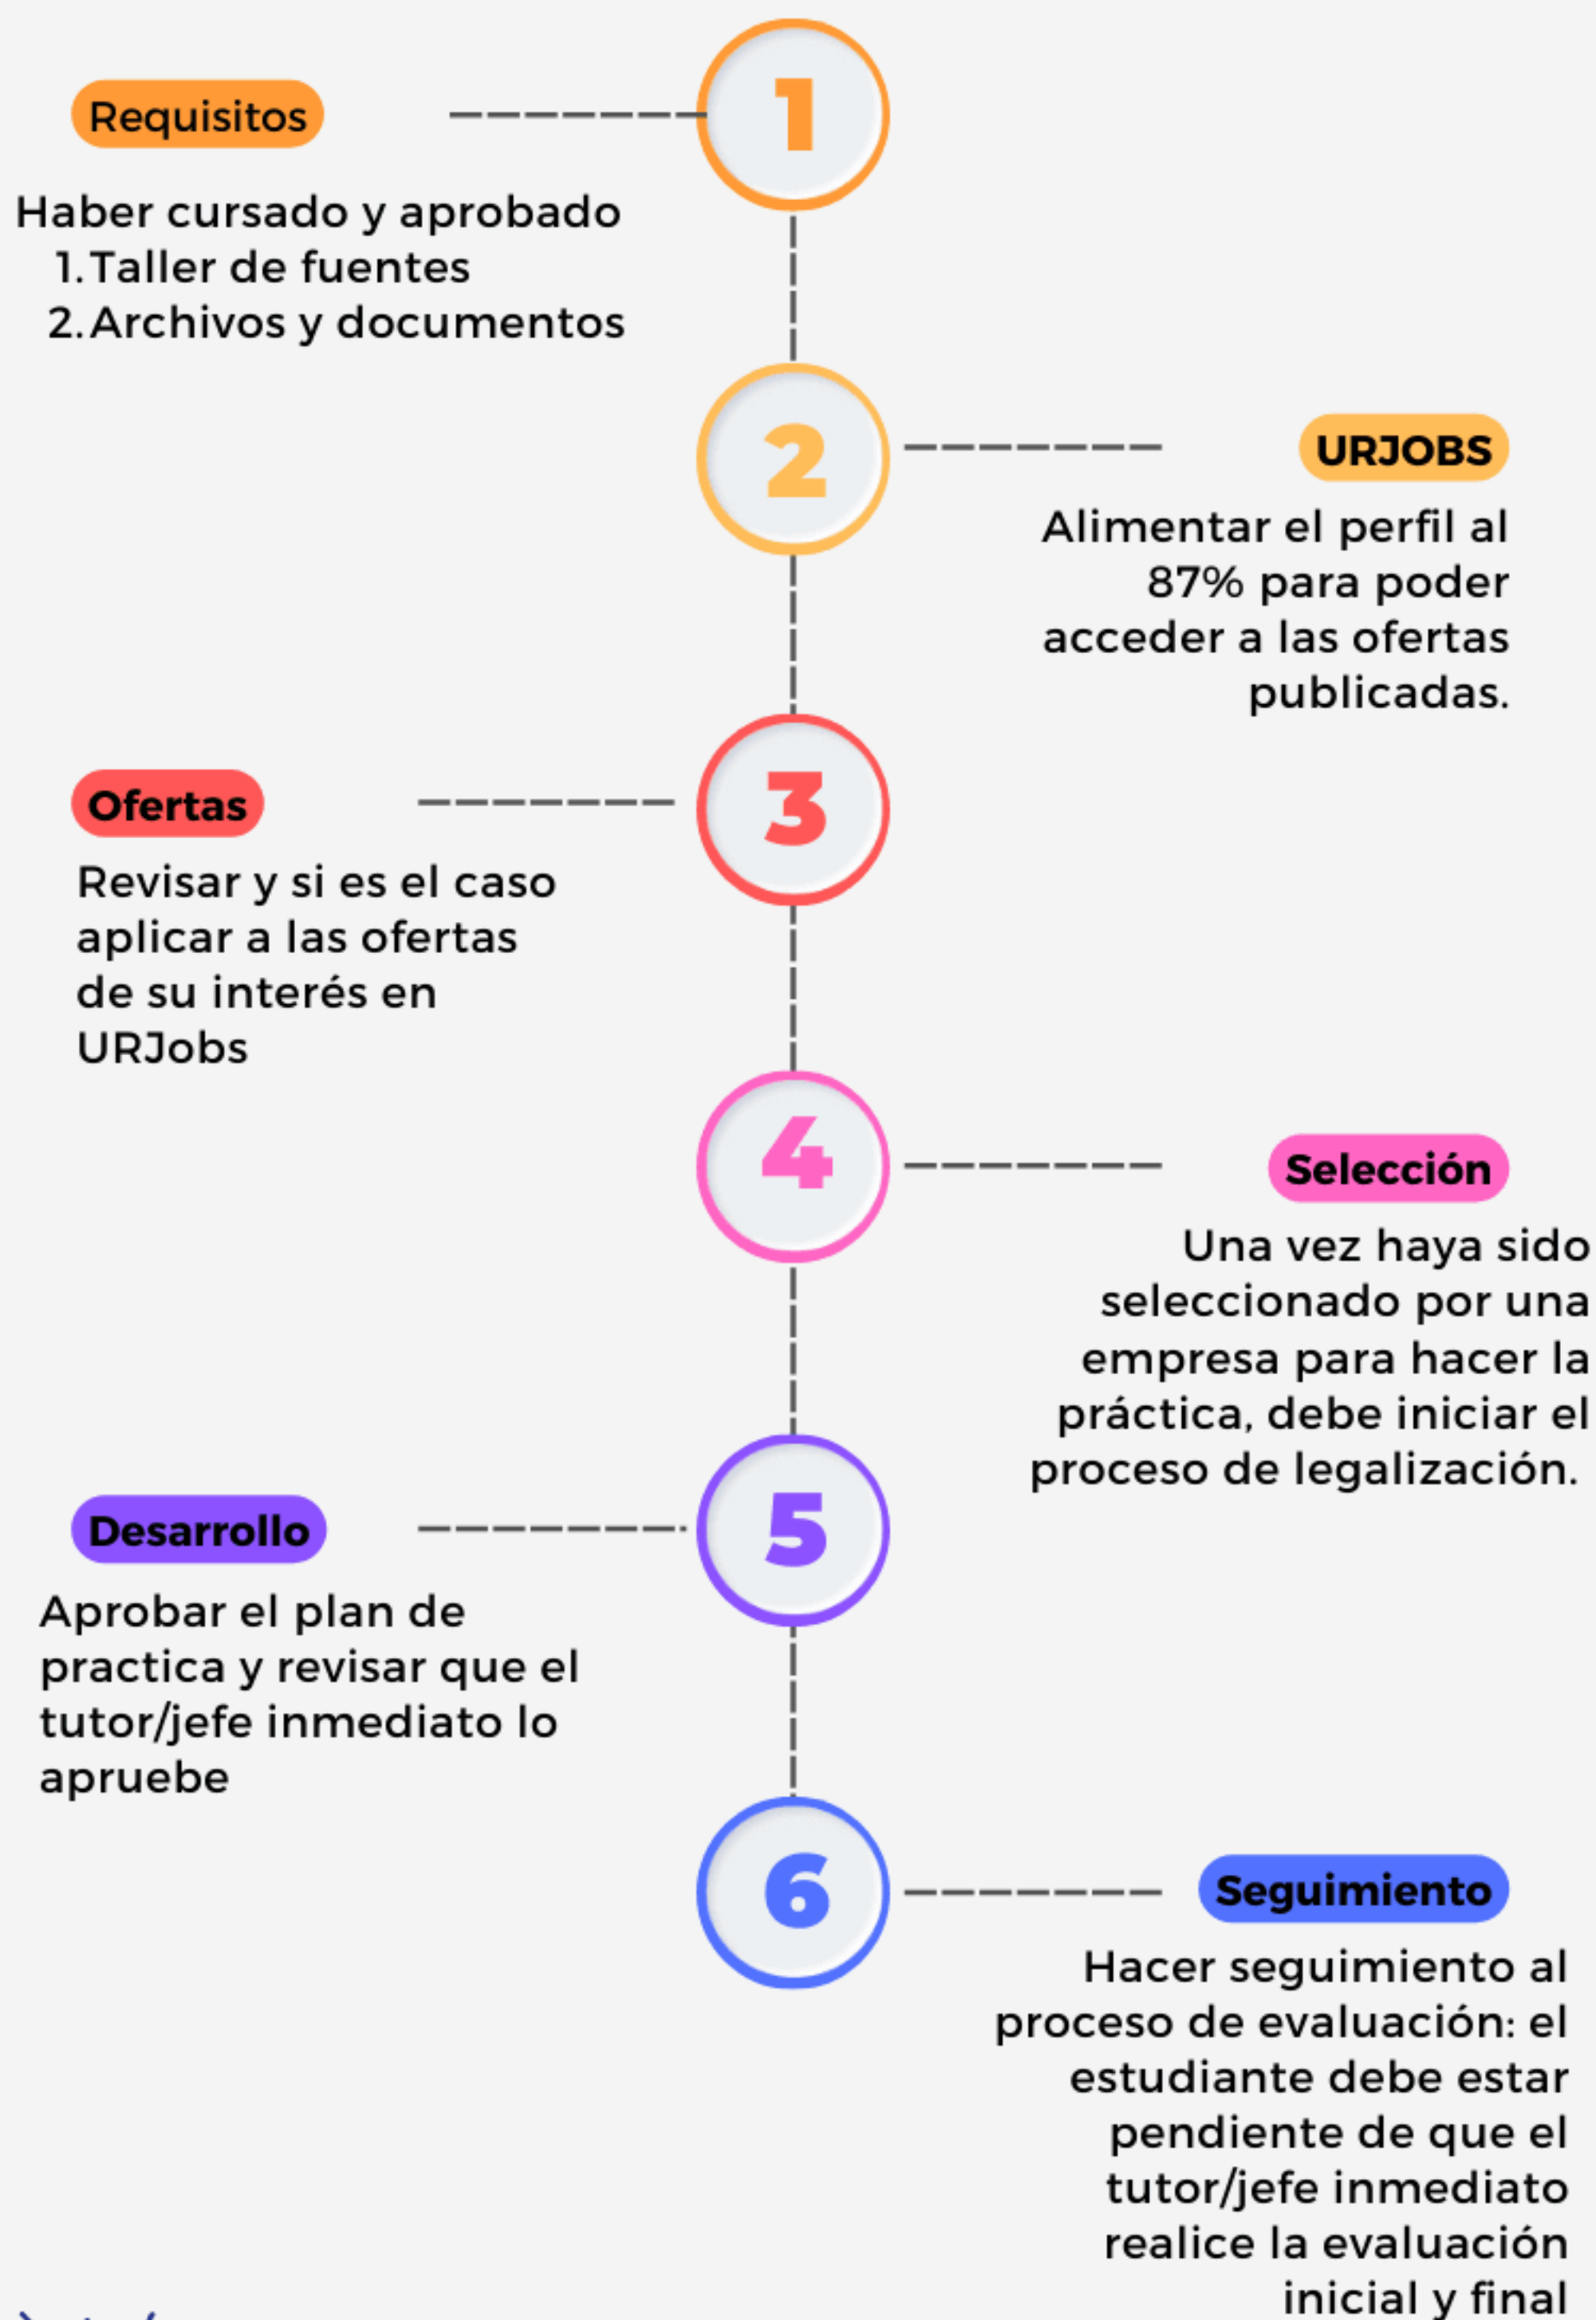 1
Requisitos
Haber cursado y aprobado
1. Taller de fuentes
2. Archivos y documentos
2
URJOBS
Alimentar el perfil al
87% para poder
acceder a las ofertas
publicadas.
3
Ofertas
Revisar y si es el caso
aplicar a las ofertas
de su interés en
URJobs
4
Selección
Una vez haya sido
seleccionado por una
empresa para hacer la
práctica, debe iniciar el
proceso de legalización.
5
Desarrollo
Aprobar el plan de
practica y revisar que el
tutor/jefe inmediato lo
apruebe
6
Seguimiento
Hacer seguimiento al
proceso de evaluación: el
estudiante debe estar
pendiente de que el
tutor/jefe inmediato
realice la evaluación
inicial y final